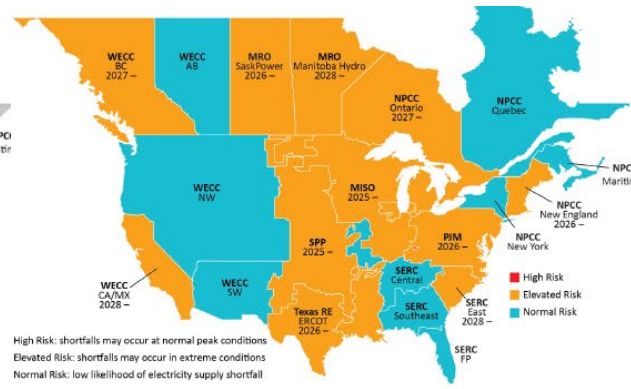 WECC
BC
2027 –
WECC
AB
MRO
SaskPower
2026 –
MRO
Manitoba Hydro
2028 –
NPCC
Ontario
2027 –
NPCC
Quebec
NPC
Mariti
WECC
NW
MISO
2025 –
NPCC
New England
2026 –
NPCC
New York
PJM
2026 –
SPP
2025 –
WECC
CA/MX
2028 –
WECC
SW
SERC
Central
SERC
Southeast
SERC
East
2028 –
Texas RE
ERCOT
2026 –
SERC
FP
High Risk
Elevated Risk
Normal Risk
High Risk: shortfalls may occur at normal peak conditions
Elevated Risk: shortfalls may occur in extreme conditions
Normal Risk: low likelihood of electricity supply shortfall